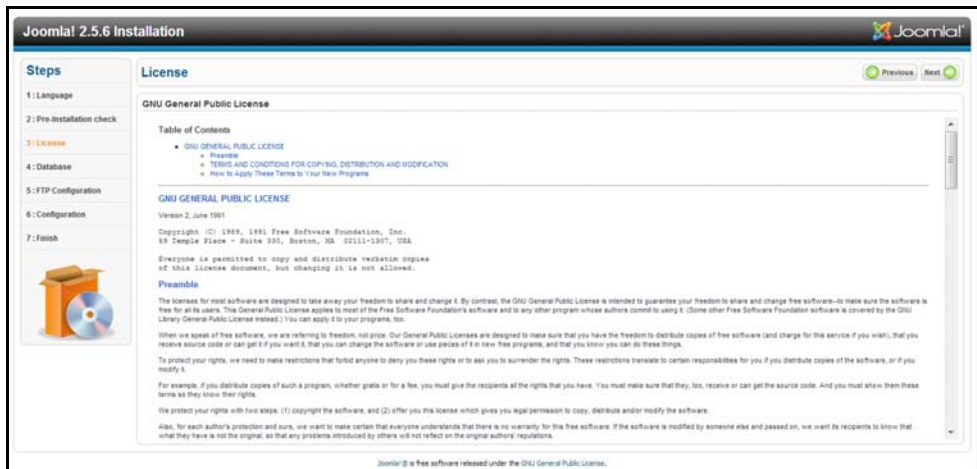 Joomla! 2.5.6 Installation
Joomla!
Steps
1 : Language
2 : Pre-Installation check
3 : License
4 : Database
5 : FTP Configuration
6 : Configuration
7 : Finish
License
Previous
Next
GNU General Public License
Table of Contents
GNU GENERAL PUBLIC LICENSE
Preamble
TERMS AND CONDITIONS FOR COPYING, DISTRIBUTION AND MODIFICATION
How to Apply These Terms to Your New Programs
GNU GENERAL PUBLIC LICENSE
Version 2, June 1991
Copyright (C) 1989, 1991 Free Software Foundation, Inc.
59 Temple Place - Suite 330, Boston, MA 02111-1307, USA
Everyone is permitted to copy and distribute verbatim copies
of this license document, but changing it is not allowed.
Preamble
The licenses for most software are designed to take away your freedom to share and change it. By contrast, the GNU General Public License is intended to guarantee your freedom to share and change free software--to make sure the software is
free for all its users. This General Public License applies to most of the Free Software Foundation's software and to any other program whose authors commit to using it. (Some other Free Software Foundation software is covered by the GNU
Library General Public License instead.) You can apply it to your programs, too.
When we speak of free software, we are referring to freedom, not price. Our General Public Licenses are designed to make sure that you have the freedom to distribute copies of free software (and charge for this service if you wish), that you
receive source code or can get it if you want it, that you can change the software or use pieces of it in new free programs; and that you know you can do these things.
To protect your rights, we need to make restrictions that forbid anyone to deny you these rights or to ask you to surrender the rights. These restrictions translate to certain responsibilities for you if you distribute copies of the software, or if you
modify it.
For example, if you distribute copies of such a program, whether gratis or for a fee, you must give the recipients all the rights that you have. You must make sure that they, too, receive or can get the source code. And you must show them these
terms so they know their rights.
We protect your rights with two steps: (1) copyright the software, and (2) offer you this license which gives you legal permission to copy, distribute and/or modify the software.
Also, for each author's protection and ours, we want to make certain that everyone understands that there is no warranty for this free software. If the software is modified by someone else and passed on, we want its recipients to know that
what they have is not the original, so that any problems introduced by others will not reflect on the original authors' reputations.
Joomla! ® is free software released under the GNU General Public License.